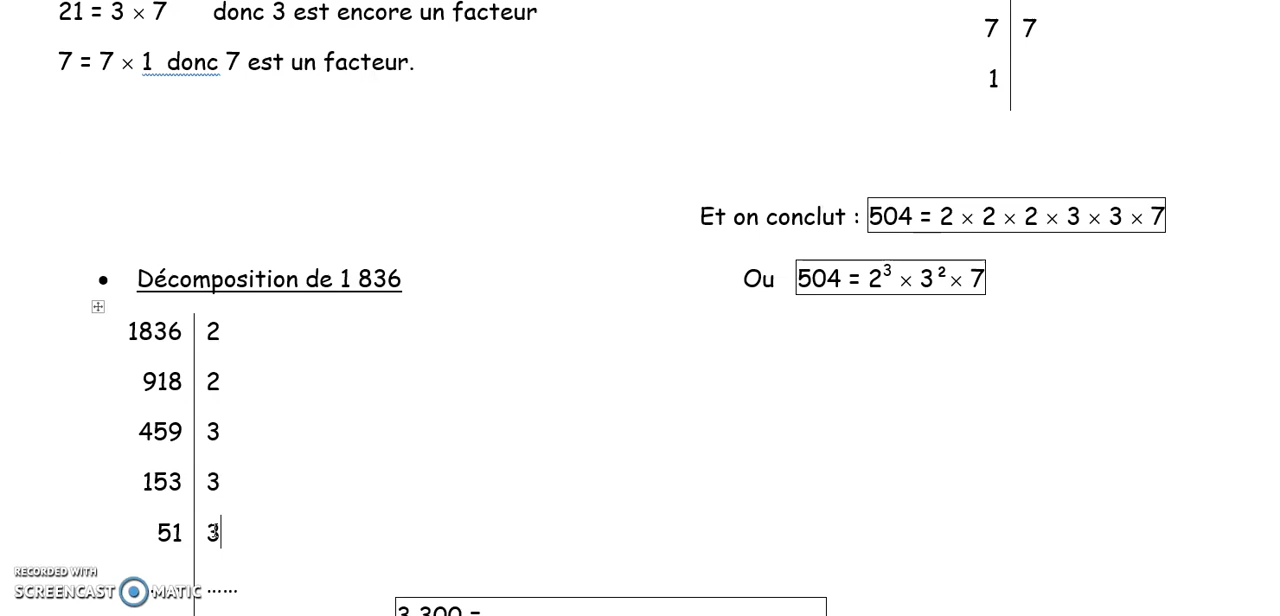 21 = 3 × 7 donc 3 est encore un facteur
7 = 7 × 1 donc 7 est un facteur.
7 7
1
Et on conclut : 504 = 2 × 2 × 2 × 3 × 3 × 7
• Décomposition de 1 836
Ou 504 = 2³ × 3² × 7
1836 2
918 2
459 3
153 3
51 3
RECORDED WITH
SCREENCAST MATIC ......
3 300 =